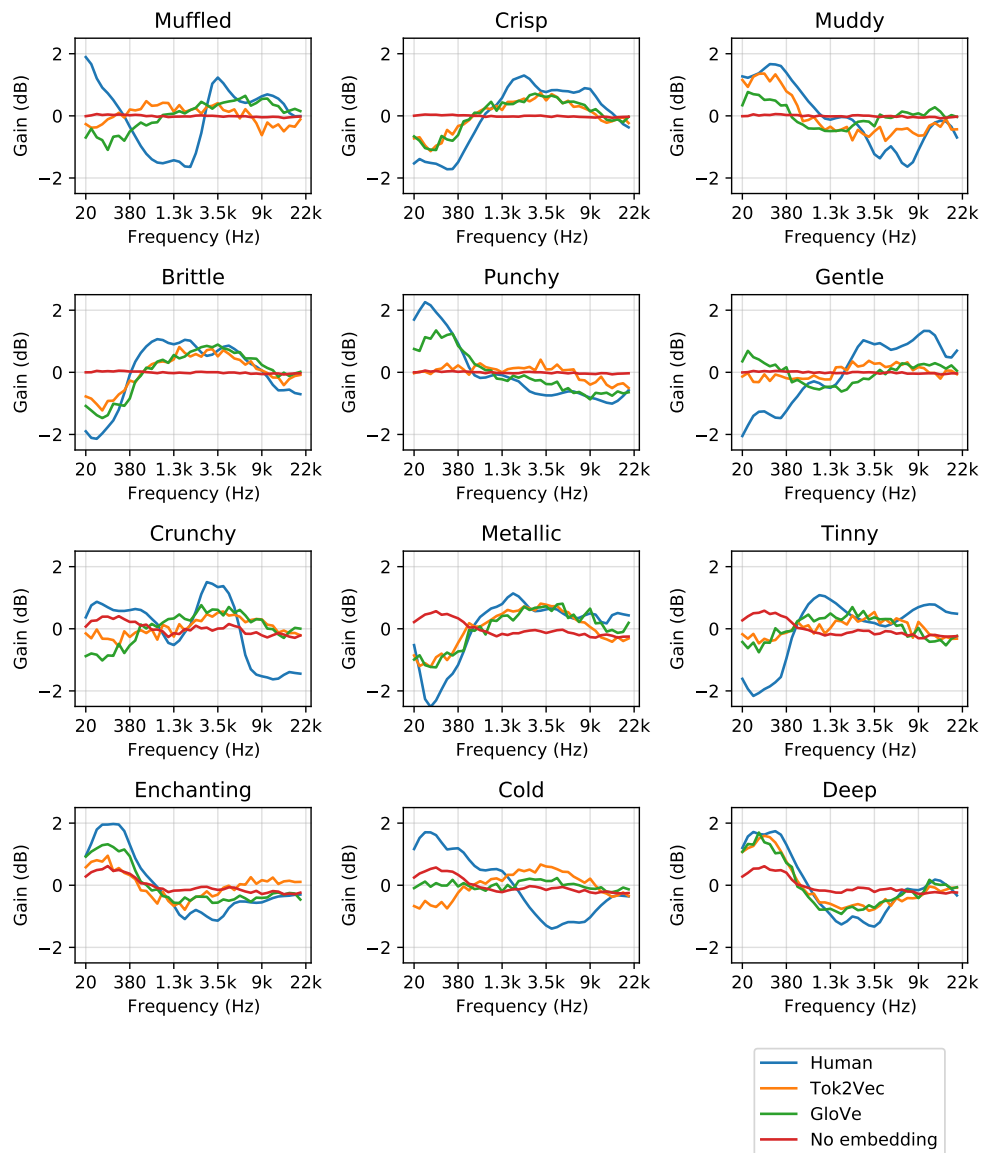 Muffled Crisp Muddy
Gain (dB) 2 0 −2 Gain (dB) 2 0 −2 Gain (dB) 2 0 −2
20 380 1.3k 3.5k 9k 22k 20 380 1.3k 3.5k 9k 22k 20 380 1.3k 3.5k 9k 22k
Frequency (Hz) Frequency (Hz) Frequency (Hz)
Brittle Punchy Gentle
Gain (dB) 2 0 −2 Gain (dB) 2 0 −2 Gain (dB) 2 0 −2
20 380 1.3k 3.5k 9k 22k 20 380 1.3k 3.5k 9k 22k 20 380 1.3k 3.5k 9k 22k
Frequency (Hz) Frequency (Hz) Frequency (Hz)
Crunchy Metallic Tinny
Gain (dB) 2 0 −2 Gain (dB) 2 0 −2 Gain (dB) 2 0 −2
20 380 1.3k 3.5k 9k 22k 20 380 1.3k 3.5k 9k 22k 20 380 1.3k 3.5k 9k 22k
Frequency (Hz) Frequency (Hz) Frequency (Hz)
Enchanting Cold Deep
Gain (dB) 2 0 −2 Gain (dB) 2 0 −2 Gain (dB) 2 0 −2
20 380 1.3k 3.5k 9k 22k 20 380 1.3k 3.5k 9k 22k 20 380 1.3k 3.5k 9k 22k
Frequency (Hz) Frequency (Hz) Frequency (Hz)
Human
Tok2Vec
GloVe
No embedding